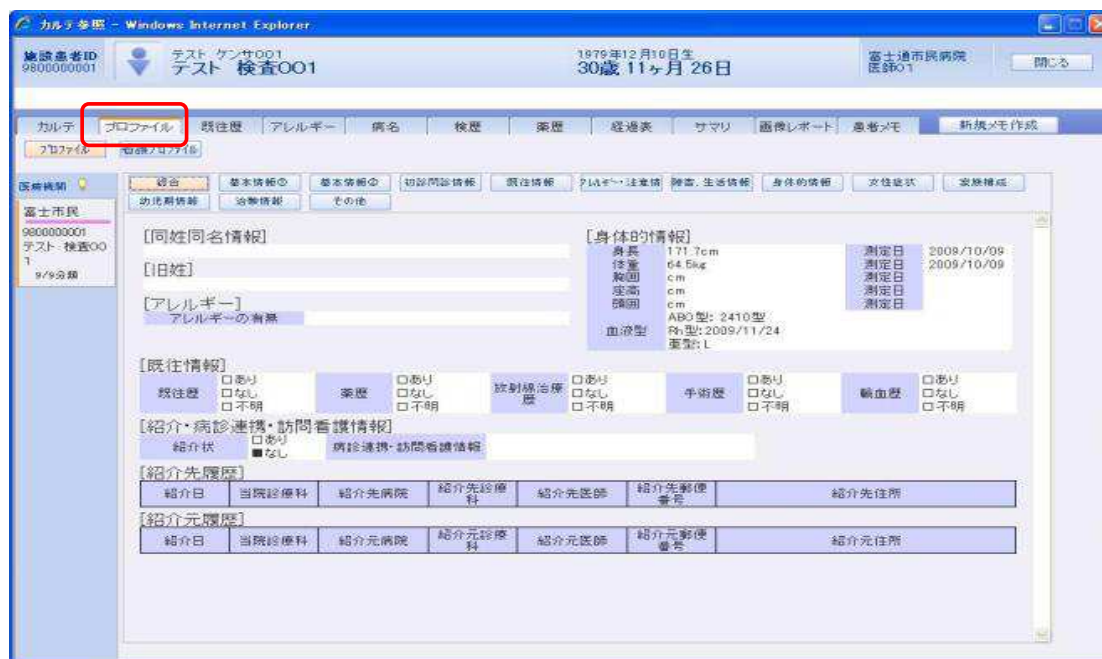 カルテ参照 - Windows Internet Explorer
施設患者ID
9800000001
テスト ケンサ001
テスト 検査001
1979年12月10日生
30歳 11ヶ月 26日
富士通市民病院
医師01
閉じる
カルテ プロファイル 既往歴 アレルギー 病名 検歴 薬歴 経過表 サマリ 画像レポート 患者メモ 新規メモ作成
プロファイル 看護プロファイル
医療機関
富士市民
9800000001
テスト 検査00
1
9/9分類
総合 基本情報① 基本情報② 初診問診情報 既往情報 アレルギー・注意情 障害、生活情報 身体的情報 女性症状 家族構成
幼児期情報 治験情報 その他
[同姓同名情報]
[旧姓]
[アレルギー]
アレルギーの有無
[身体的情報]
身長 171.7cm 測定日 2009/10/09
体重 64.5kg 測定日 2009/10/09
胸囲 cm 測定日
座高 cm 測定日
頭囲 cm 測定日
血液型
ABO型: 2410型
Rh型: 2009/11/24
亜型: L
[既往情報]
既往歴 □あり □なし □不明
薬歴 □あり □なし □不明
放射線治療歴 □あり □なし □不明
手術歴 □あり □なし □不明
輸血歴 □あり □なし □不明
[紹介・病診連携・訪問看護情報]
紹介状 □あり ■なし 病診連携・訪問看護情報
[紹介先履歴]
紹介日 当院診療科 紹介先病院 紹介先診療科 紹介先医師 紹介先郵便番号 紹介先住所
[紹介元履歴]
紹介日 当院診療科 紹介元病院 紹介元診療科 紹介元医師 紹介元郵便番号 紹介元住所